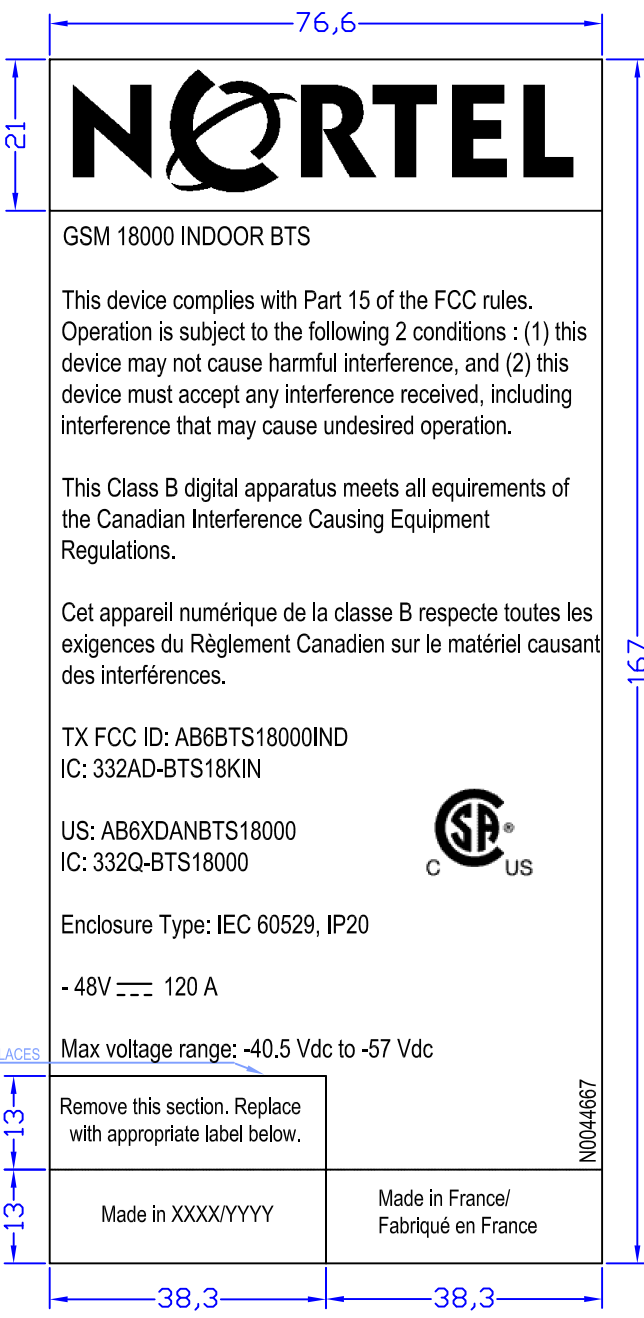 76,6
21
NORTEL
GSM 18000 INDOOR BTS
This device complies with Part 15 of the FCC rules.
Operation is subject to the following 2 conditions : (1) this
device may not cause harmful interference, and (2) this
device must accept any interference received, including
interference that may cause undesired operation.
This Class B digital apparatus meets all equirements of
the Canadian Interference Causing Equipment
Regulations.
Cet appareil numérique de la classe B respecte toutes les
exigences du Règlement Canadien sur le matériel causant
des interférences.
167
TX FCC ID: AB6BTS18000IND
IC: 332AD-BTS18KIN
US: AB6XDANBTS18000
IC: 332Q-BTS18000
C SA ® US
Enclosure Type: IEC 60529, IP20
- 48V 120 A
Max voltage range: -40.5 Vdc to -57 Vdc
LACES
13
Remove this section. Replace
with appropriate label below.
N0044667
13
Made in XXXX/YYYY
Made in France/
Fabriqué en France
38,3
38,3